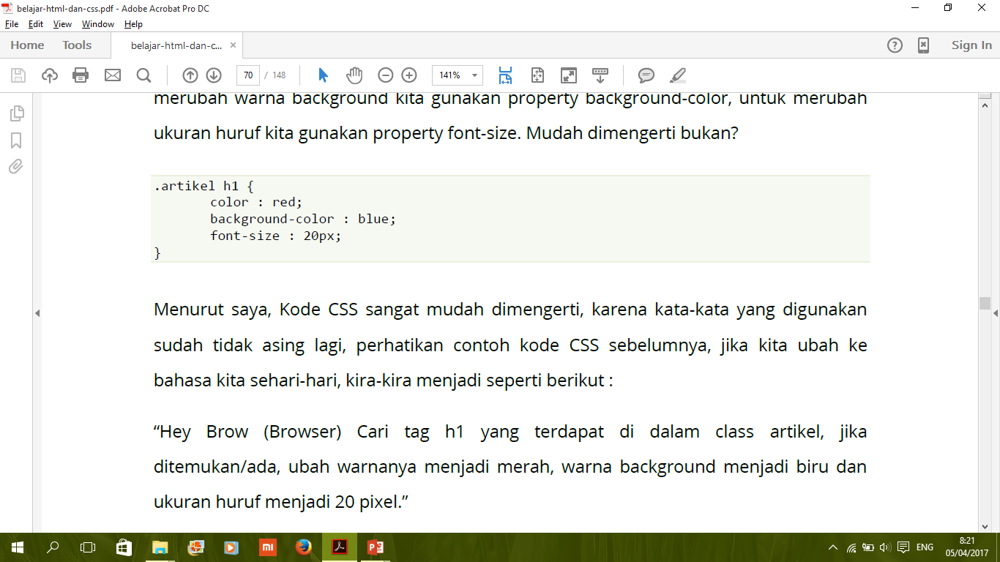 belajar-html-dan-css.pdf - Adobe Acrobat Pro DC
File Edit View Window Help
Home Tools belajar-html-dan-c... × ? Sign In
70 / 148 141%
merubah warna background kita gunakan property background-color, untuk merubah
ukuran huruf kita gunakan property font-size. Mudah dimengerti bukan?
.artikel h1 {
color : red;
background-color : blue;
font-size : 20px;
}
Menurut saya, Kode CSS sangat mudah dimengerti, karena kata-kata yang digunakan
sudah tidak asing lagi, perhatikan contoh kode CSS sebelumnya, jika kita ubah ke
bahasa kita sehari-hari, kira-kira menjadi seperti berikut :
“Hey Brow (Browser) Cari tag h1 yang terdapat di dalam class artikel, jika
ditemukan/ada, ubah warnanya menjadi merah, warna background menjadi biru dan
ukuran huruf menjadi 20 pixel.”
mi ENG 8:21
05/04/2017